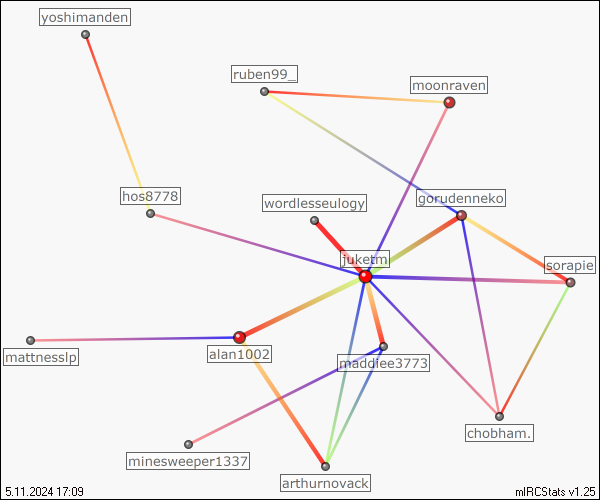 yoshimanden
ruben99_
moonraven
hos8778
wordlesseulogy
gorudenneko
juketm
sorapie
mattnesslp
alan1002
maddiee3773
chobham.
minesweeper1337
arthurnovack
5.11.2024 17:09
mIRCStats v1.25